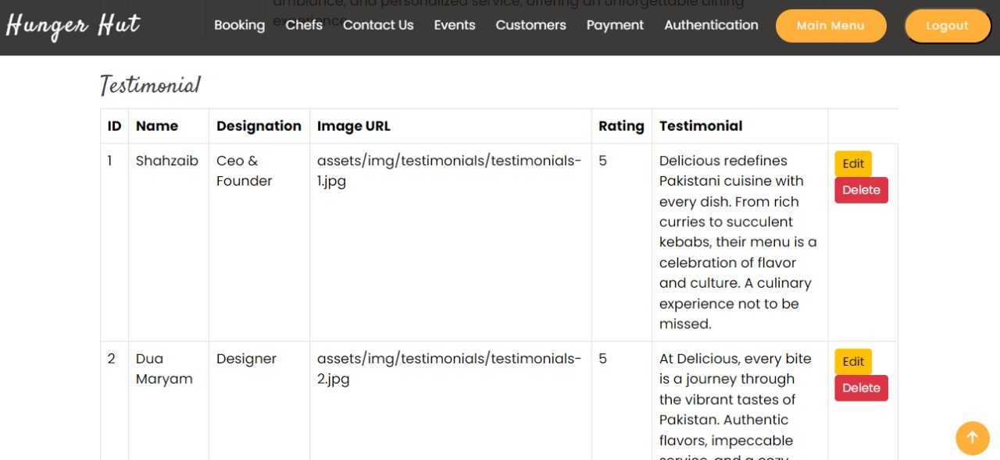 ambiance, and personalized service, offering an unforgettable dining
experience.
Hunger Hut Booking Chefs Contact Us Events Customers Payment Authentication Main Menu Logout
Testimonial
ID Name Designation Image URL Rating Testimonial
1 Shahzaib Ceo & assets/img/testimonials/testimonials- 5 Delicious redefines Edit
Founder 1.jpg Pakistani cuisine with Delete
every dish. From rich
curries to succulent
kebabs, their menu is a
celebration of flavor
and culture. A culinary
experience not to be
missed.
2 Dua Designer assets/img/testimonials/testimonials- 5 At Delicious, every bite Edit
Maryam 2.jpg is a journey through Delete
the vibrant tastes of
Pakistan. Authentic
flavors, impeccable
service, and a cozy